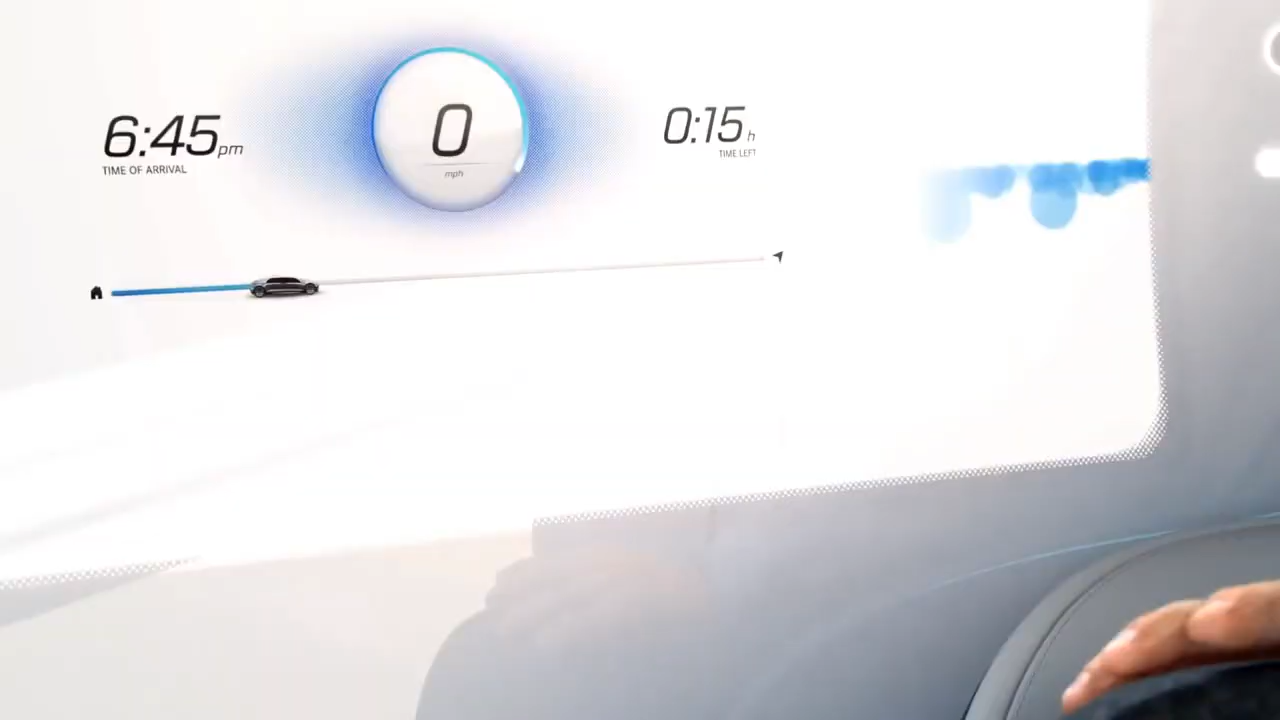 6:45pm
TIME OF ARRIVAL
0
mph
0:15h
TIME LEFT